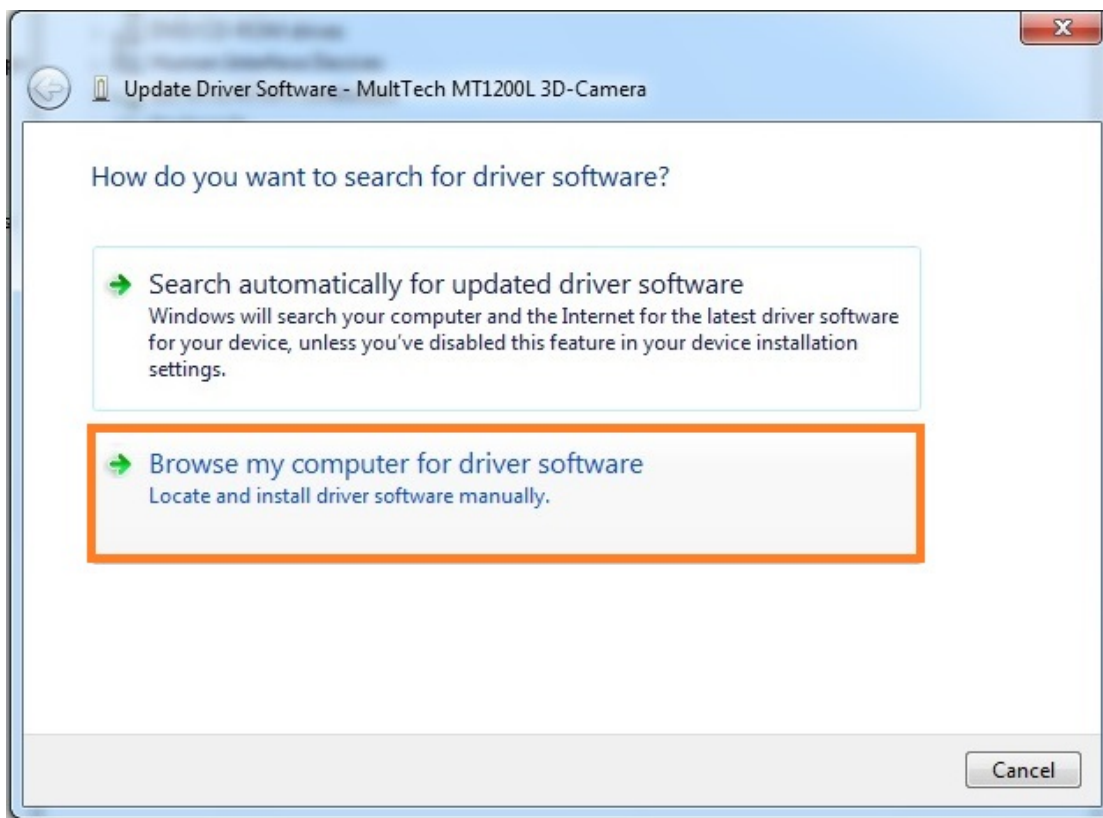 Update Driver Software - MultTech MT1200L 3D-Camera
How do you want to search for driver software?
Search automatically for updated driver software
Windows will search your computer and the Internet for the latest driver software
for your device, unless you've disabled this feature in your device installation
settings.
Browse my computer for driver software
Locate and install driver software manually.
Cancel